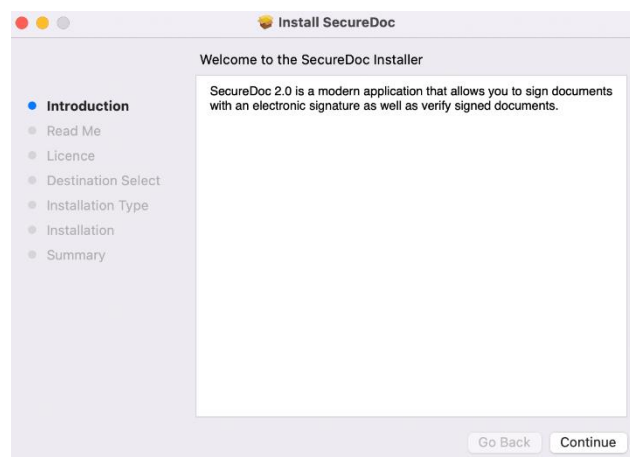 Install SecureDoc
Welcome to the SecureDoc Installer
Introduction
Read Me
Licence
Destination Select
Installation Type
Installation
Summary
SecureDoc 2.0 is a modern application that allows you to sign documents
with an electronic signature as well as verify signed documents.
Go Back
Continue